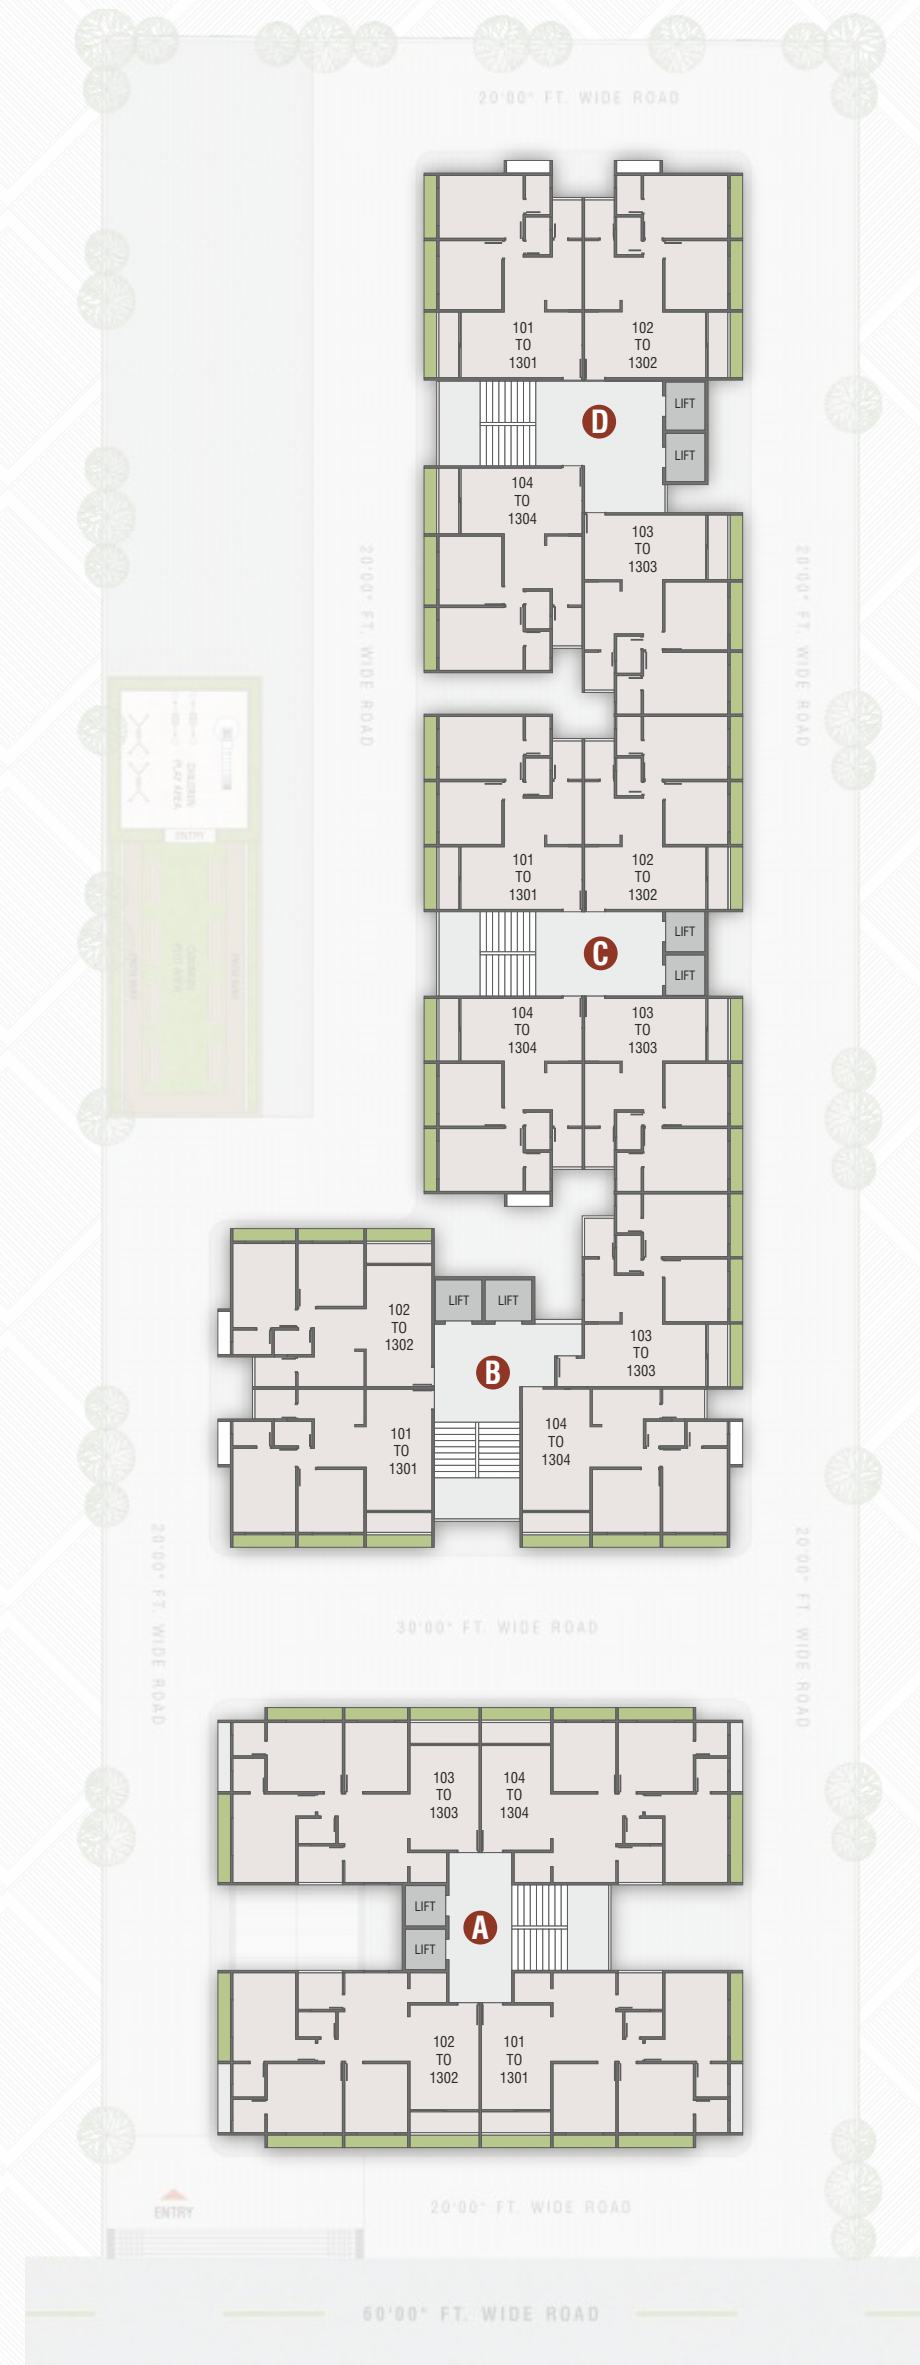 20'00" FT. WIDE ROAD
101
TO
1301
102
TO
1302
LIFT
D
LIFT
104
TO
1304
103
TO
1303
20'00" FT. WIDE ROAD
20'00" FT. WIDE ROAD
CHILDREN
PLAY AREA
ENTRY
101
TO
1301
102
TO
1302
LIFT
C
LIFT
104
TO
1304
103
TO
1303
LIFT
LIFT
102
TO
1302
103
TO
1303
B
101
TO
1301
104
TO
1304
20'00" FT. WIDE ROAD
20'00" FT. WIDE ROAD
30'00" FT. WIDE ROAD
103
TO
1303
104
TO
1304
LIFT
A
LIFT
102
TO
1302
101
TO
1301
ENTRY
20'00" FT. WIDE ROAD
60'00" FT. WIDE ROAD